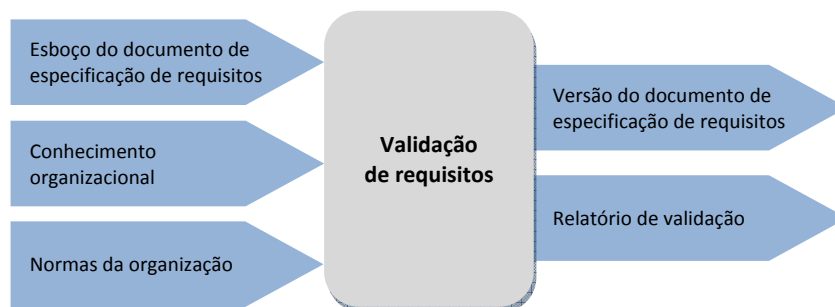 Esboço do documento de
especificação de requisitos
Conhecimento
organizacional
Normas da organização
Validação
de requisitos
Versão do documento de
especificação de requisitos
Relatório de validação